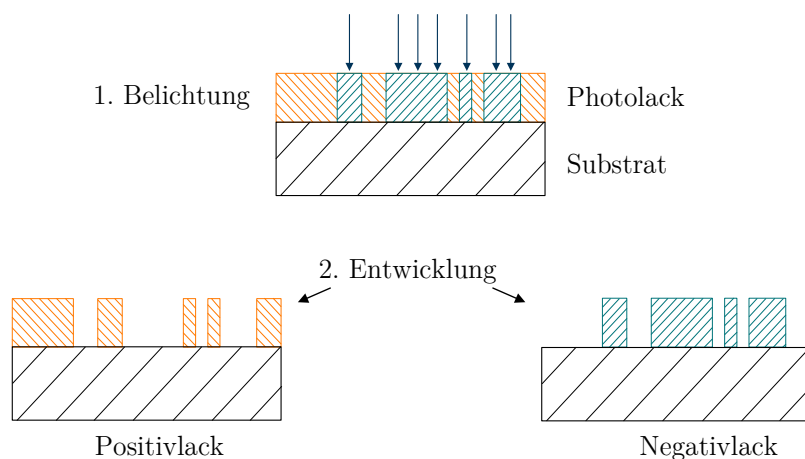 1. Belichtung
Photolack
Substrat
2. Entwicklung
Positivlack
Negativlack